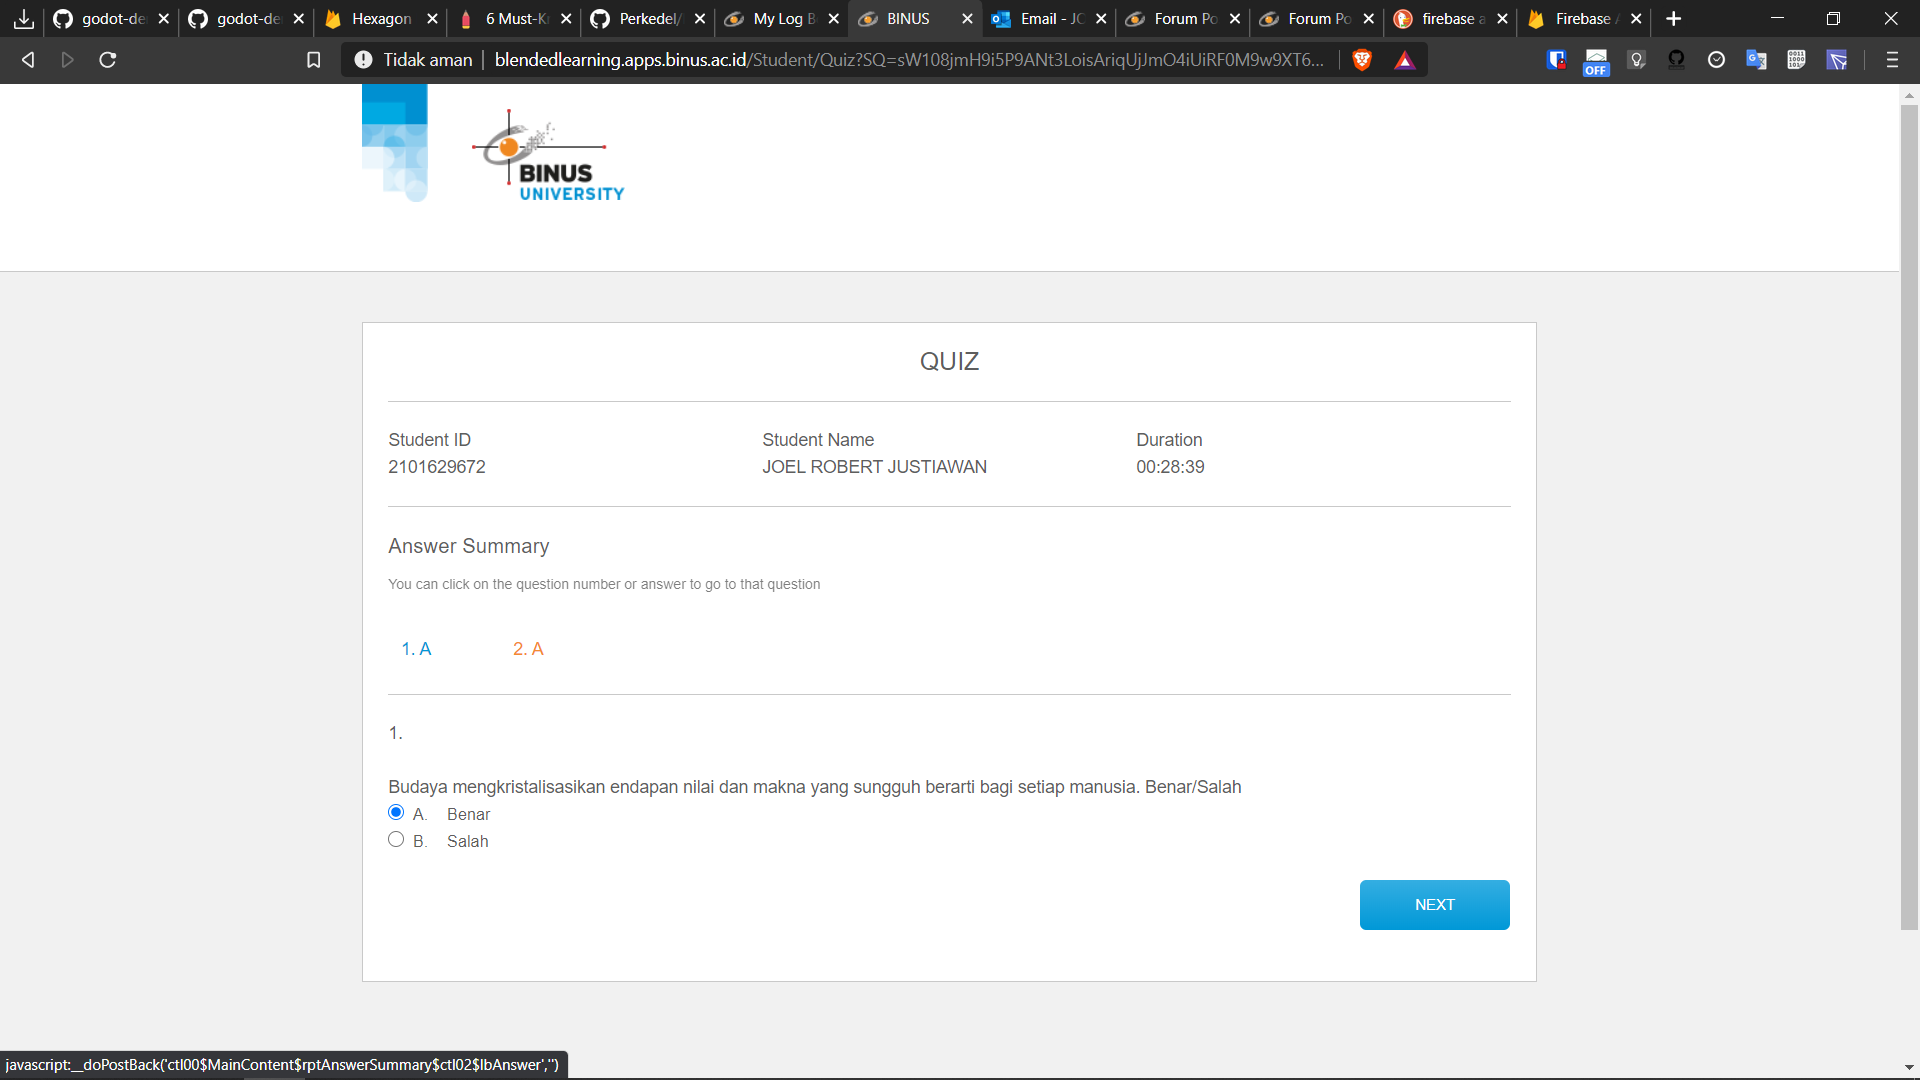 godot-de
godot-de
Hexagon
6 Must-K
Perkedel/
My Log B
BINUS
Email - JC
Forum Po
Forum Po
firebase a
Firebase A
Tidak aman
blendedlearning.apps.binus.ac.id/Student/Quiz?SQ=sW108jmH9i5P9ANt3LoisAriqUjJmO4iUiRF0M9w9XT6...
OFF
BINUS
UNIVERSITY
QUIZ
Student ID
2101629672
Student Name
JOEL ROBERT JUSTIAWAN
Duration
00:28:39
Answer Summary
You can click on the question number or answer to go to that question
1. A
2. A
1.
Budaya mengkristalisasikan endapan nilai dan makna yang sungguh berarti bagi setiap manusia. Benar/Salah
A. Benar
B. Salah
NEXT
javascript:__doPostBack('ctl00$MainContent$rptAnswerSummary$ctl02$lbAnswer','')